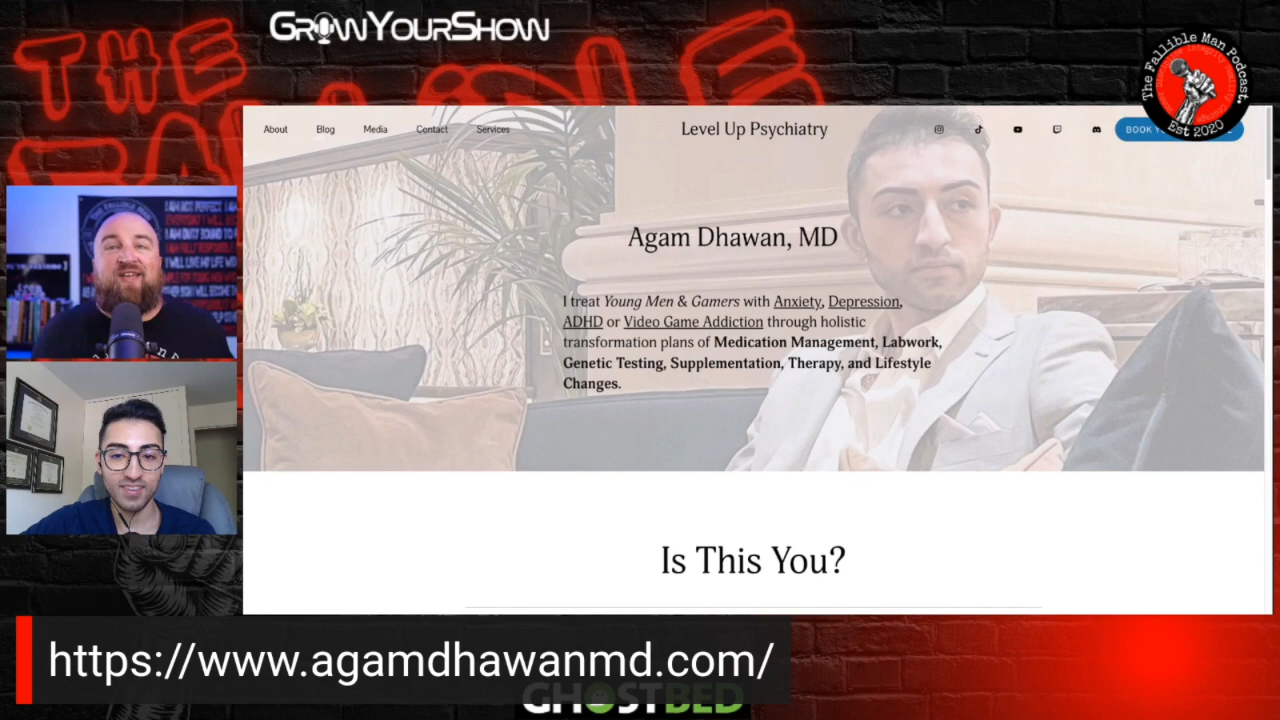 GROWYOURSHOW
THE
The Fallible Man Podcast.
Est 2020
About
Blog
Media
Contact
Services
Level Up Psychiatry
BOOK
Agam Dhawan, MD
I treat Young Men & Gamers with Anxiety, Depression,
ADHD or Video Game Addiction through holistic
transformation plans of Medication Management, Labwork,
Genetic Testing, Supplementation, Therapy, and Lifestyle
Changes.
Is This You?
https://www.agamdhawanmd.com/
GHOSTBED